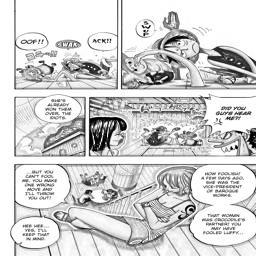 OOF!!
SWAK!
ACK!!
SHE'S
ALREADY
WON THEM
OVER, THE
IDIOTS.
DID YOU
GUYS HEAR
ME?!
...BUT YOU
CAN'T FOOL
ME. YOU MAKE
ONE WRONG
MOVE AND
I'LL THROW
YOU OUT!
HEE HEE...
YES, I'LL
KEEP THAT
IN MIND.
HOW FOOLISH!
A FEW DAYS AGO,
SHE WAS THE
VICE-PRESIDENT
OF BAROQUE
WORKS.
THAT WOMAN
WAS CROCODILE'S
PARTNER! YOU
MAY HAVE
FOOLED LUFFY...